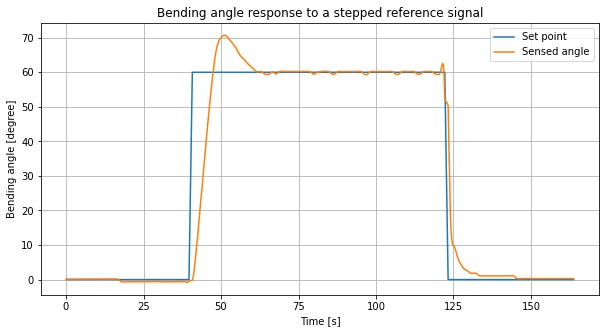 Bending angle response to a stepped reference signal
Set point
Sensed angle
70
60
50
40
30
20
10
0
Bending angle [degree]
0 25 50 75 100 125 150
Time [s]